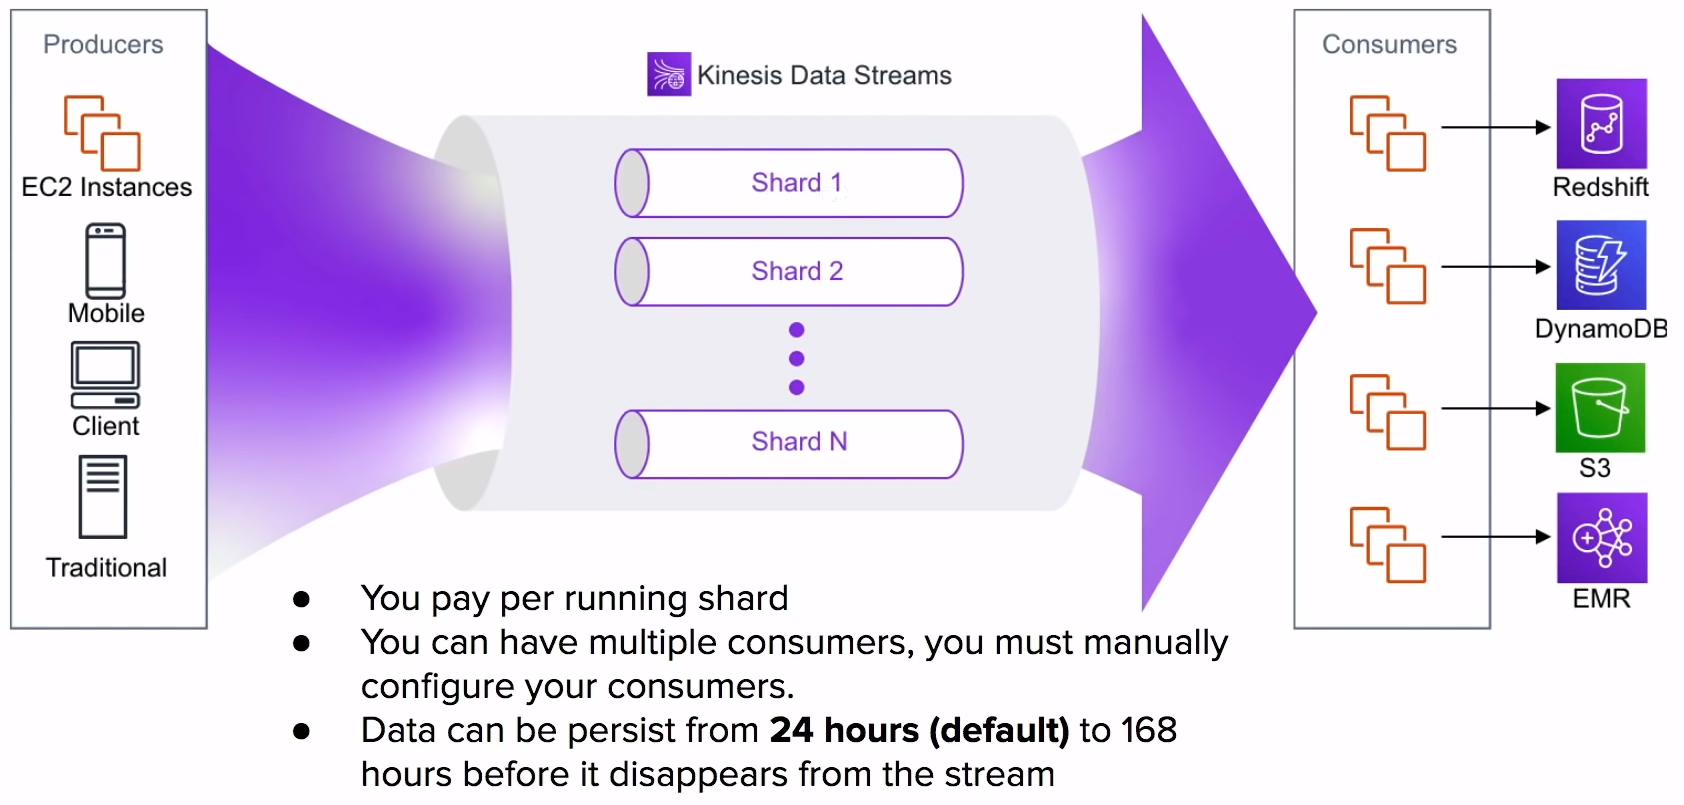 Producers
EC2 Instances
Mobile
Client
Traditional
Kinesis Data Streams
Shard 1
Shard 2
Shard N
Consumers
Redshift
DynamoDB
S3
EMR
● You pay per running shard
● You can have multiple consumers, you must manually
configure your consumers.
● Data can be persist from 24 hours (default) to 168
hours before it disappears from the stream